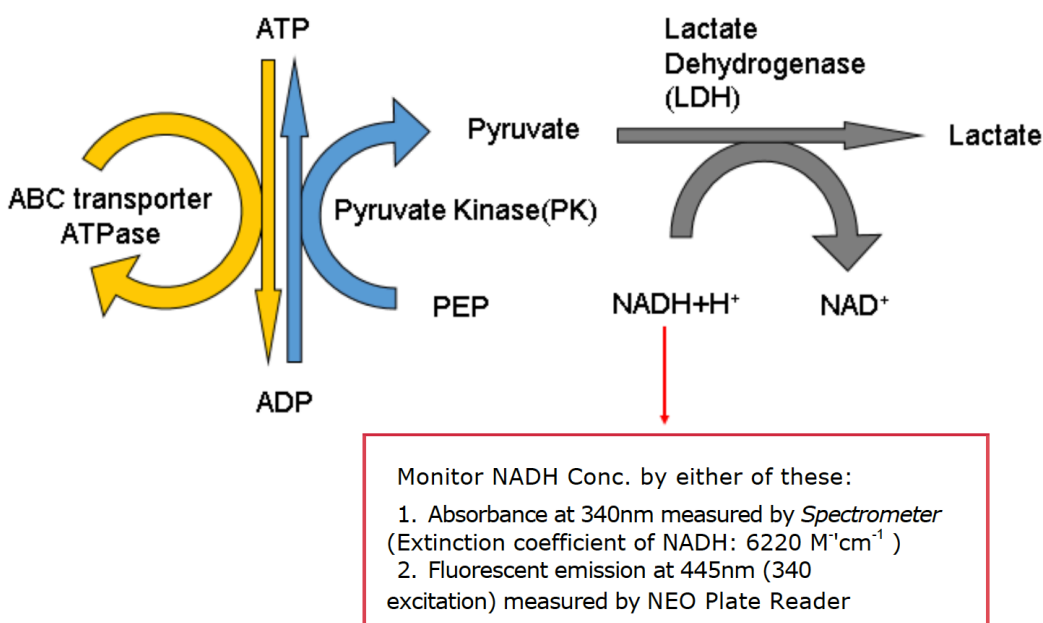 ATP
Lactate
Dehydrogenase
(LDH)
Pyruvate
Lactate
ABC transporter
ATPase
Pyruvate Kinase(PK)
PEP
NADH+H⁺
NAD⁺
ADP
Monitor NADH Conc. by either of these:
1. Absorbance at 340nm measured by Spectrometer
(Extinction coefficient of NADH: 6220 M⁻'cm⁻¹ )
2. Fluorescent emission at 445nm (340
excitation) measured by NEO Plate Reader